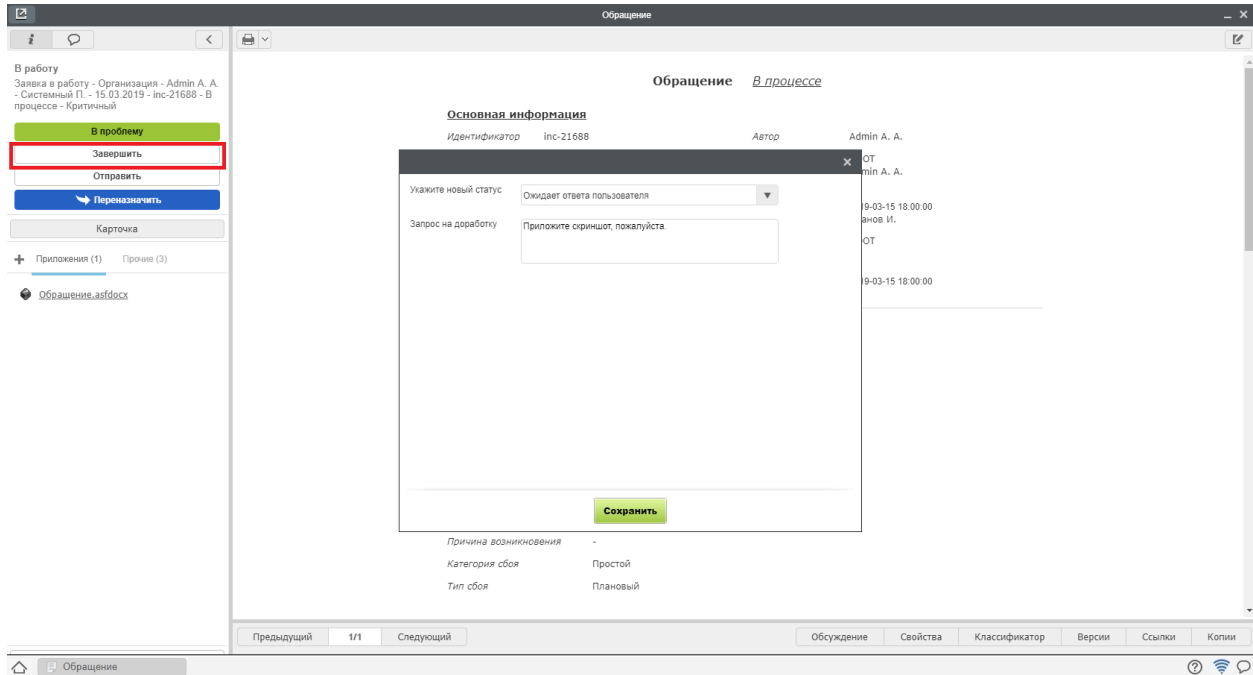 Обращение
В работу
Заявка в работу - Организация - Admin A. A.
- Системный П. - 15.03.2019 - inc-21688 - В
процессе - Критичный
В проблему
Завершить
Отправить
Переназначить
Карточка
Приложения (1) Прочие (3)
Обращение.asfdocx
Обращение В процессе
Основная информация
Идентификатор inc-21688 Автор Admin A. A.
ОТ
min A. A.
Укажите новый статус Ожидает ответа пользователя
19-03-15 18:00:00
анов И.
Запрос на доработку Приложите скриншот, пожалуйста.
ОТ
19-03-15 18:00:00
Сохранить
Причина возникновения -
Категория сбоя Простой
Тип сбоя Плановый
Предыдущий 1/1 Следующий Обсуждение Свойства Классификатор Версии Ссылки Копии
Обращение